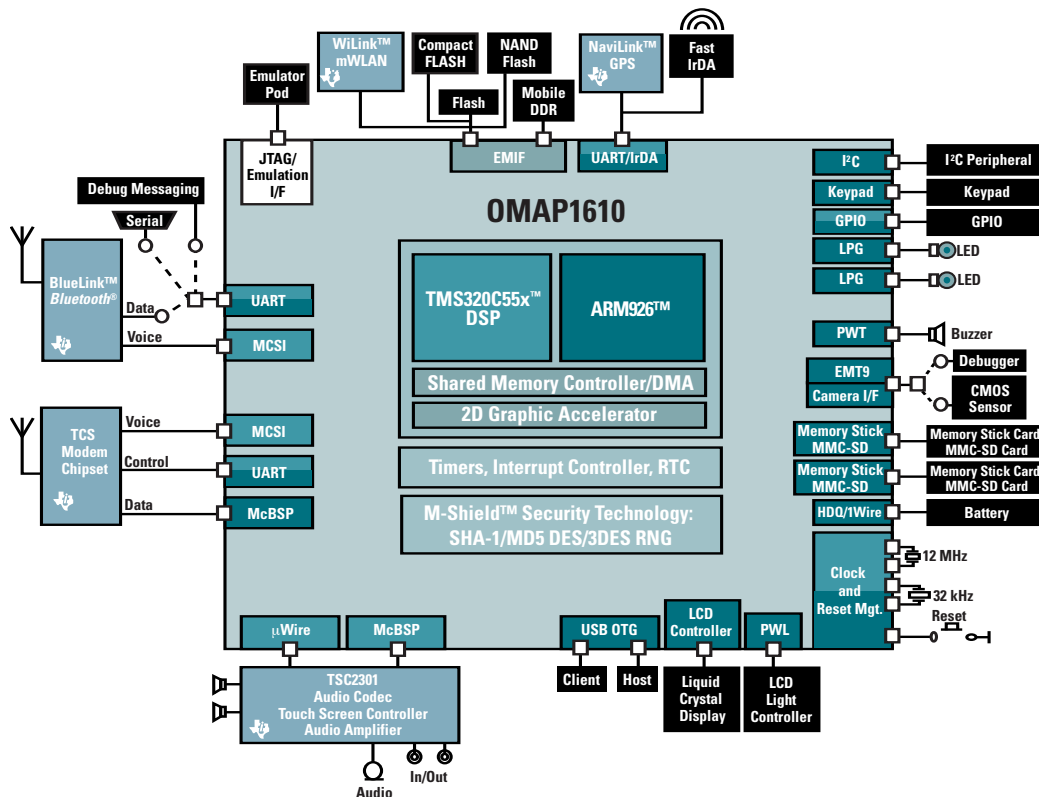 WiLink™
mWLAN
Compact
FLASH
NAND
Flash
NaviLink™
GPS
Fast
IrDA
Emulator
Pod
Flash
Mobile
DDR
JTAG/
Emulation
I/F
EMIF
UART/IrDA
I²C
I²C Peripheral
Debug Messaging
Serial
Keypad
Keypad
OMAP1610
GPIO
GPIO
LPG
LED
LPG
LED
BlueLink™
Bluetooth®
Data
Voice
UART
MCSI
TMS320C55x™
DSP
ARM926™
PWT
Buzzer
EMT9
Camera I/F
Debugger
CMOS
Sensor
Shared Memory Controller/DMA
2D Graphic Accelerator
TCS
Modem
Chipset
Voice
Control
Data
MCSI
UART
McBSP
Memory Stick
MMC-SD
Memory Stick Card
MMC-SD Card
Timers, Interrupt Controller, RTC
Memory Stick
MMC-SD
Memory Stick Card
MMC-SD Card
M-Shield™ Security Technology:
SHA-1/MD5 DES/3DES RNG
HDQ/1Wire
Battery
Clock
and
Reset Mgt.
12 MHz
32 kHz
Reset
µWire
McBSP
USB OTG
LCD
Controller
PWL
Client
Host
Liquid
Crystal
Display
LCD
Light
Controller
TSC2301
Audio Codec
Touch Screen Controller
Audio Amplifier
In/Out
Audio